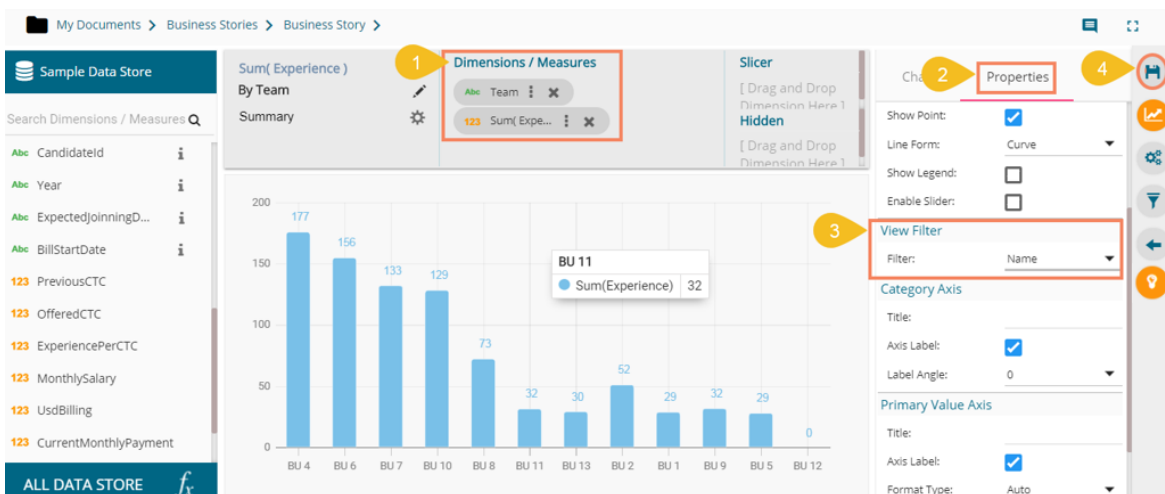 My Documents > Business Stories > Business Story >
Sample Data Store
Search Dimensions / Measures
Abc CandidateId i
Abc Year i
Abc ExpectedJoinningD... i
Abc BillStartDate i
123 PreviousCTC
123 OfferedCTC
123 ExperiencePerCTC
123 MonthlySalary
123 UsdBilling
123 CurrentMonthlyPayment
ALL DATA STORE fx
Sum( Experience )
By Team
Summary
1
Dimensions / Measures
Abc Team
123 Sum( Expe...
Slicer
[ Drag and Drop
Dimension Here ]
Hidden
[ Drag and Drop
Dimension Here ]
200
150
100
50
0
177
156
133
129
73
32
30
52
29
32
29
0
BU 11
Sum(Experience) 32
BU 4 BU 6 BU 7 BU 10 BU 8 BU 11 BU 13 BU 2 BU 1 BU 9 BU 5 BU 12
2
Properties
4
Show Point:
Line Form: Curve
Show Legend:
Enable Slider:
3
View Filter
Filter: Name
Category Axis
Title:
Axis Label:
Label Angle: 0
Primary Value Axis
Title:
Axis Label:
Format Type: Auto